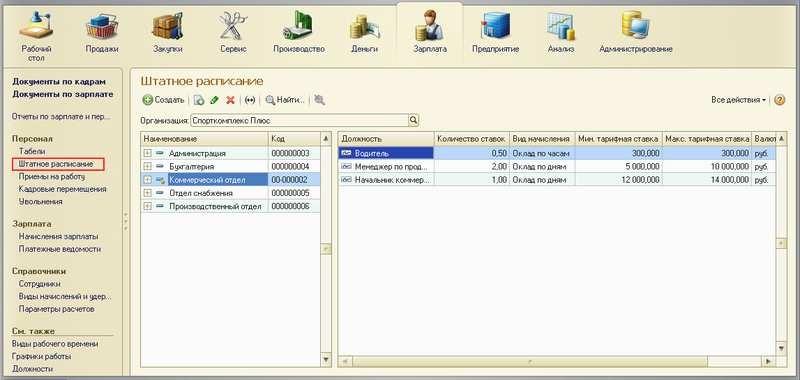 Рабочий стол
Продажи
Закупки
Сервис
Производство
Деньги
Зарплата
Предприятие
Анализ
Администрирование
Документы по кадрам
Документы по зарплате
Отчеты по зарплате и пер...
Персонал
Табели
Штатное расписание
Приемы на работу
Кадровые перемещения
Увольнения
Зарплата
Начисления зарплаты
Платежные ведомости
Справочники
Сотрудники
Виды начислений и удер...
Параметры расчетов
См. также
Виды рабочего времени
Графики работы
Должности
Штатное расписание
Создать
Найти...
Все действия
Организация: Спорткомплекс Плюс
Наименование Код
Администрация 000000003
Бухгалтерия 000000004
Коммерческий отдел 00-000002
Отдел снабжения 000000005
Производственный отдел 000000006
Должность Количество ставок Вид начисления Мин. тарифная ставка Макс. тарифная ставка Валют
Водитель 0,50 Оклад по часам 300,000 300,000 руб.
Менеджер по прод... 2,00 Оклад по дням 5 000,000 10 000,000 руб.
Начальник коммер... 1,00 Оклад по дням 12 000,000 14 000,000 руб.